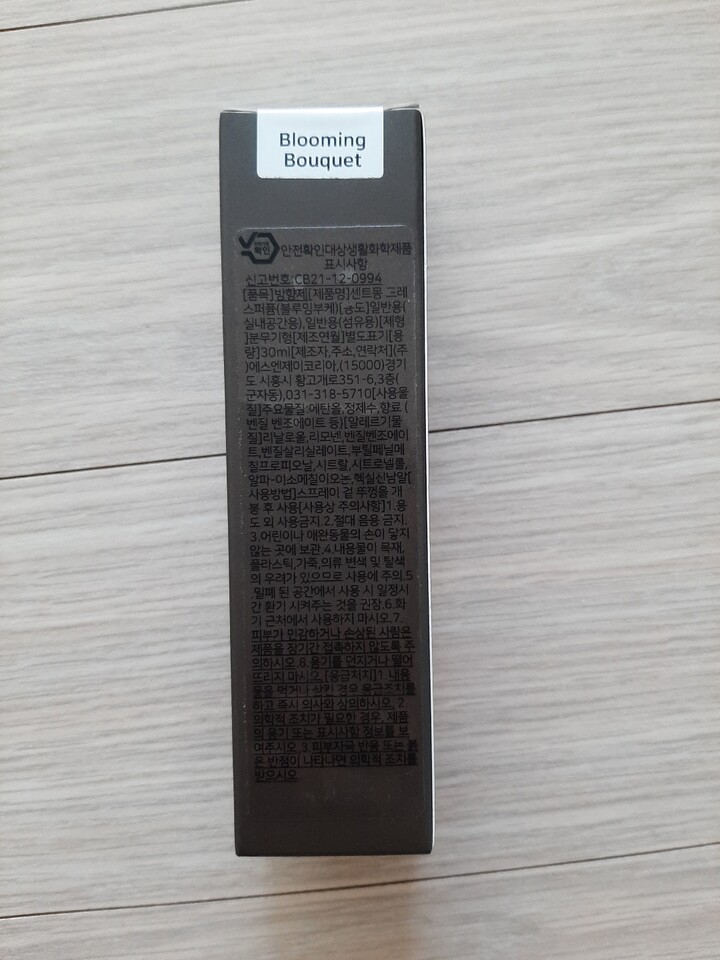 Blooming
Bouquet
확인 안전확인대상생활화학제품
표시사항
신고번호:CB21-12-0994
[품목]방향제[제품명]센트몽 드레
스퍼퓸(블루밍부케)[용도]일반용(
실내공간용),일반용(섬유용)[제형
]분무기형[제조연월]별도표기[용
량]30ml[제조자,주소,연락처](주
)에스엔제이코리아,(15000)경기
도 시흥시 황고개로351-6,3층(
군자동),031-318-5710[사용물
질]주요물질 에탄올,정제수,향료 (
벤질 벤조에이트 등)[알레르기물
질]리날로올,리모넨,벤질벤조에이
트,벤질살리실레이트,부틸페닐메
칠프로피오날,시트랄,시트로넬롤,
알파-이소메칠이오논,헥실신남알[
사용방법]스프레이 겉 뚜껑을 개
봉 후 사용[사용상 주의사항]1.용
도 외 사용금지.2.절대 음용 금지.
3.어린이나 애완동물의 손이 닿지
않는 곳에 보관.4.내용물이 목재,
플라스틱,가죽,의류 변색 및 탈색
의 우려가 있으므로 사용에 주의.5
.밀폐 된 공간에서 사용 시 일정시
간 환기 시켜주는 것을 권장.6.화
기 근처에서 사용하지 마시오.7.
피부가 민감하거나 손상된 사람은
제품을 장기간 접촉하지 않도록 주
의하시오.8.용기를 던지거나 떨어
뜨리지 마시오.[응급처치]1.내용
물을 먹거나 삼킨 경우 응급조치를
하고 즉시 의사와 상의하시오. 2.
의학적 조치가 필요한 경우, 제품
의 용기 또는 표시사항 정보를 보
여주시오.3.피부자극 반응 또는 붉
은 반점이 나타나면 의학적 조치를
받으시오